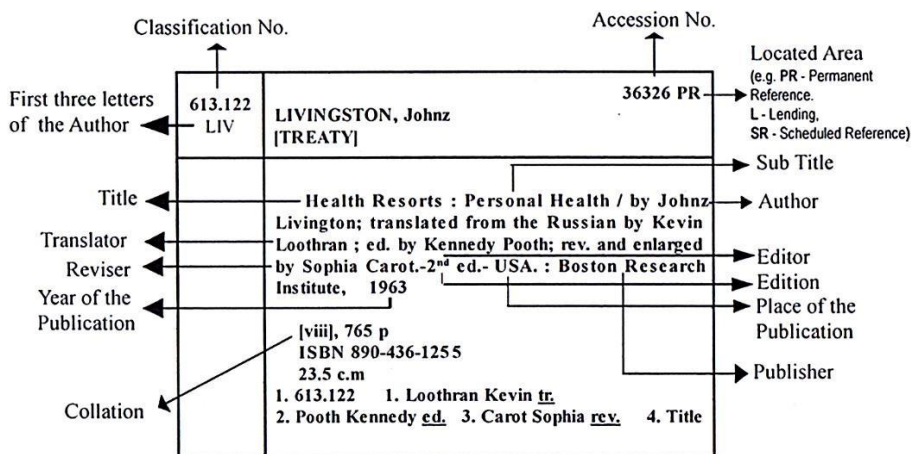 Classification No.
Accession No.
Located Area
(e.g. PR - Permanent
Reference.
L - Lending,
SR - Scheduled Reference)
First three letters
of the Author
613.122
LIV
36326 PR
LIVINGSTON, Johnz
[TREATY]
Sub Title
Title
Health Resorts : Personal Health / by Johnz
Author
Livington; translated from the Russian by Kevin
Translator
Loothran ; ed. by Kennedy Pooth; rev. and enlarged
Editor
Reviser
by Sophia Carot.-2nd ed.- USA. : Boston Research
Edition
Year of the
Publication
Institute, 1963
Place of the
Publication
[viii], 765 p
ISBN 890-436-1255
Publisher
23.5 c.m
Collation
1. 613.122 1. Loothran Kevin tr.
2. Pooth Kennedy ed. 3. Carot Sophia rev. 4. Title